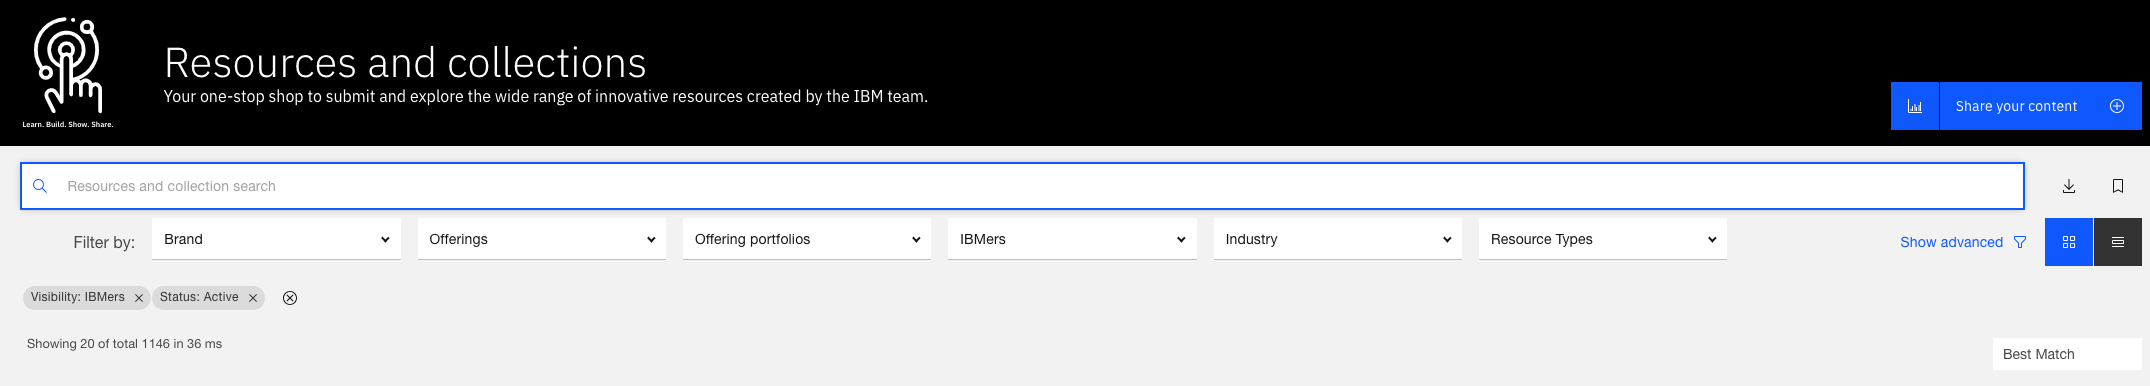 Resources and collections
Your one-stop shop to submit and explore the wide range of innovative resources created by the IBM team.
Learn. Build. Show. Share.
Share your content
Resources and collection search
Filter by:
Brand
Offerings
Offering portfolios
IBMers
Industry
Resource Types
Show advanced
Visibility: IBMers
Status: Active
Showing 20 of total 1146 in 36 ms
Best Match